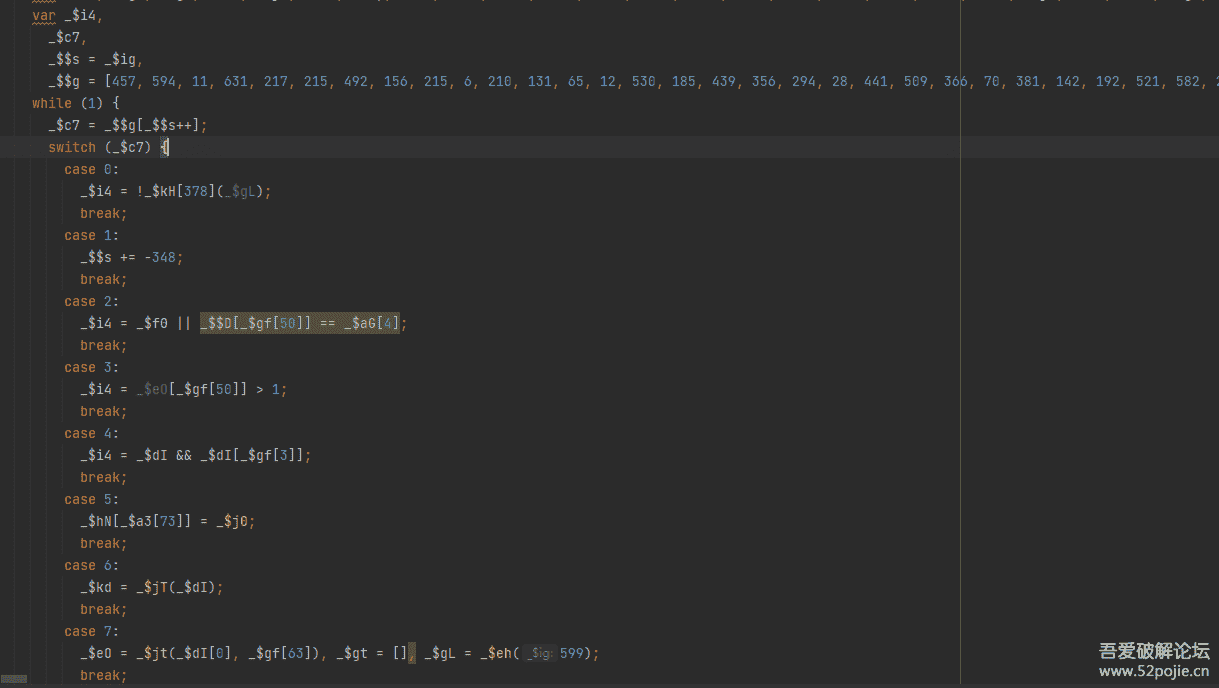 var _$i4,
_$c7,
_$$s = _$ig,
_$$g = [457, 594, 11, 631, 217, 215, 492, 156, 215, 6, 210, 131, 65, 12, 530, 185, 439, 356, 294, 28, 441, 509, 366, 70, 381, 142, 192, 521, 582,
while (1) {
_$c7 = _$$g[_$$s++];
switch (_$c7) {
case 0:
_$i4 = !_$kH[378](_$gL);
break;
case 1:
_$$s += -348;
break;
case 2:
_$i4 = _$f0 || _$$D[_$gf[50]] == _$aG[4];
break;
case 3:
_$i4 = _$eO[_$gf[50]] > 1;
break;
case 4:
_$i4 = _$dI && _$dI[_$gf[3]];
break;
case 5:
_$hN[_$a3[73]] = _$j0;
break;
case 6:
_$kd = _$jT(_$dI);
break;
case 7:
_$eO = _$jt(_$dI[0], _$gf[63]), _$gt = [], _$gL = _$eh( _$ig: 599);
break;
吾爱破解论坛
www.52pojie.cn